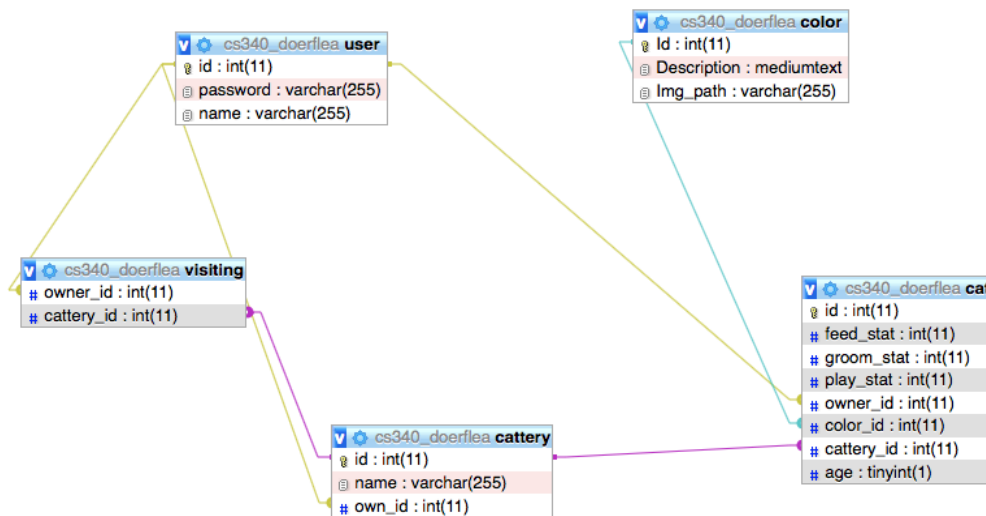 cs340_doerflea user
id : int(11)
password : varchar(255)
name : varchar(255)
cs340_doerflea color
Id : int(11)
Description : mediumtext
Img_path : varchar(255)
cs340_doerflea visiting
# owner_id : int(11)
# cattery_id : int(11)
cs340_doerflea cattery
id : int(11)
name : varchar(255)
# own_id : int(11)
cs340_doerflea cat
id : int(11)
# feed_stat : int(11)
# groom_stat : int(11)
# play_stat : int(11)
# owner_id : int(11)
# color_id : int(11)
# cattery_id : int(11)
# age : tinyint(1)